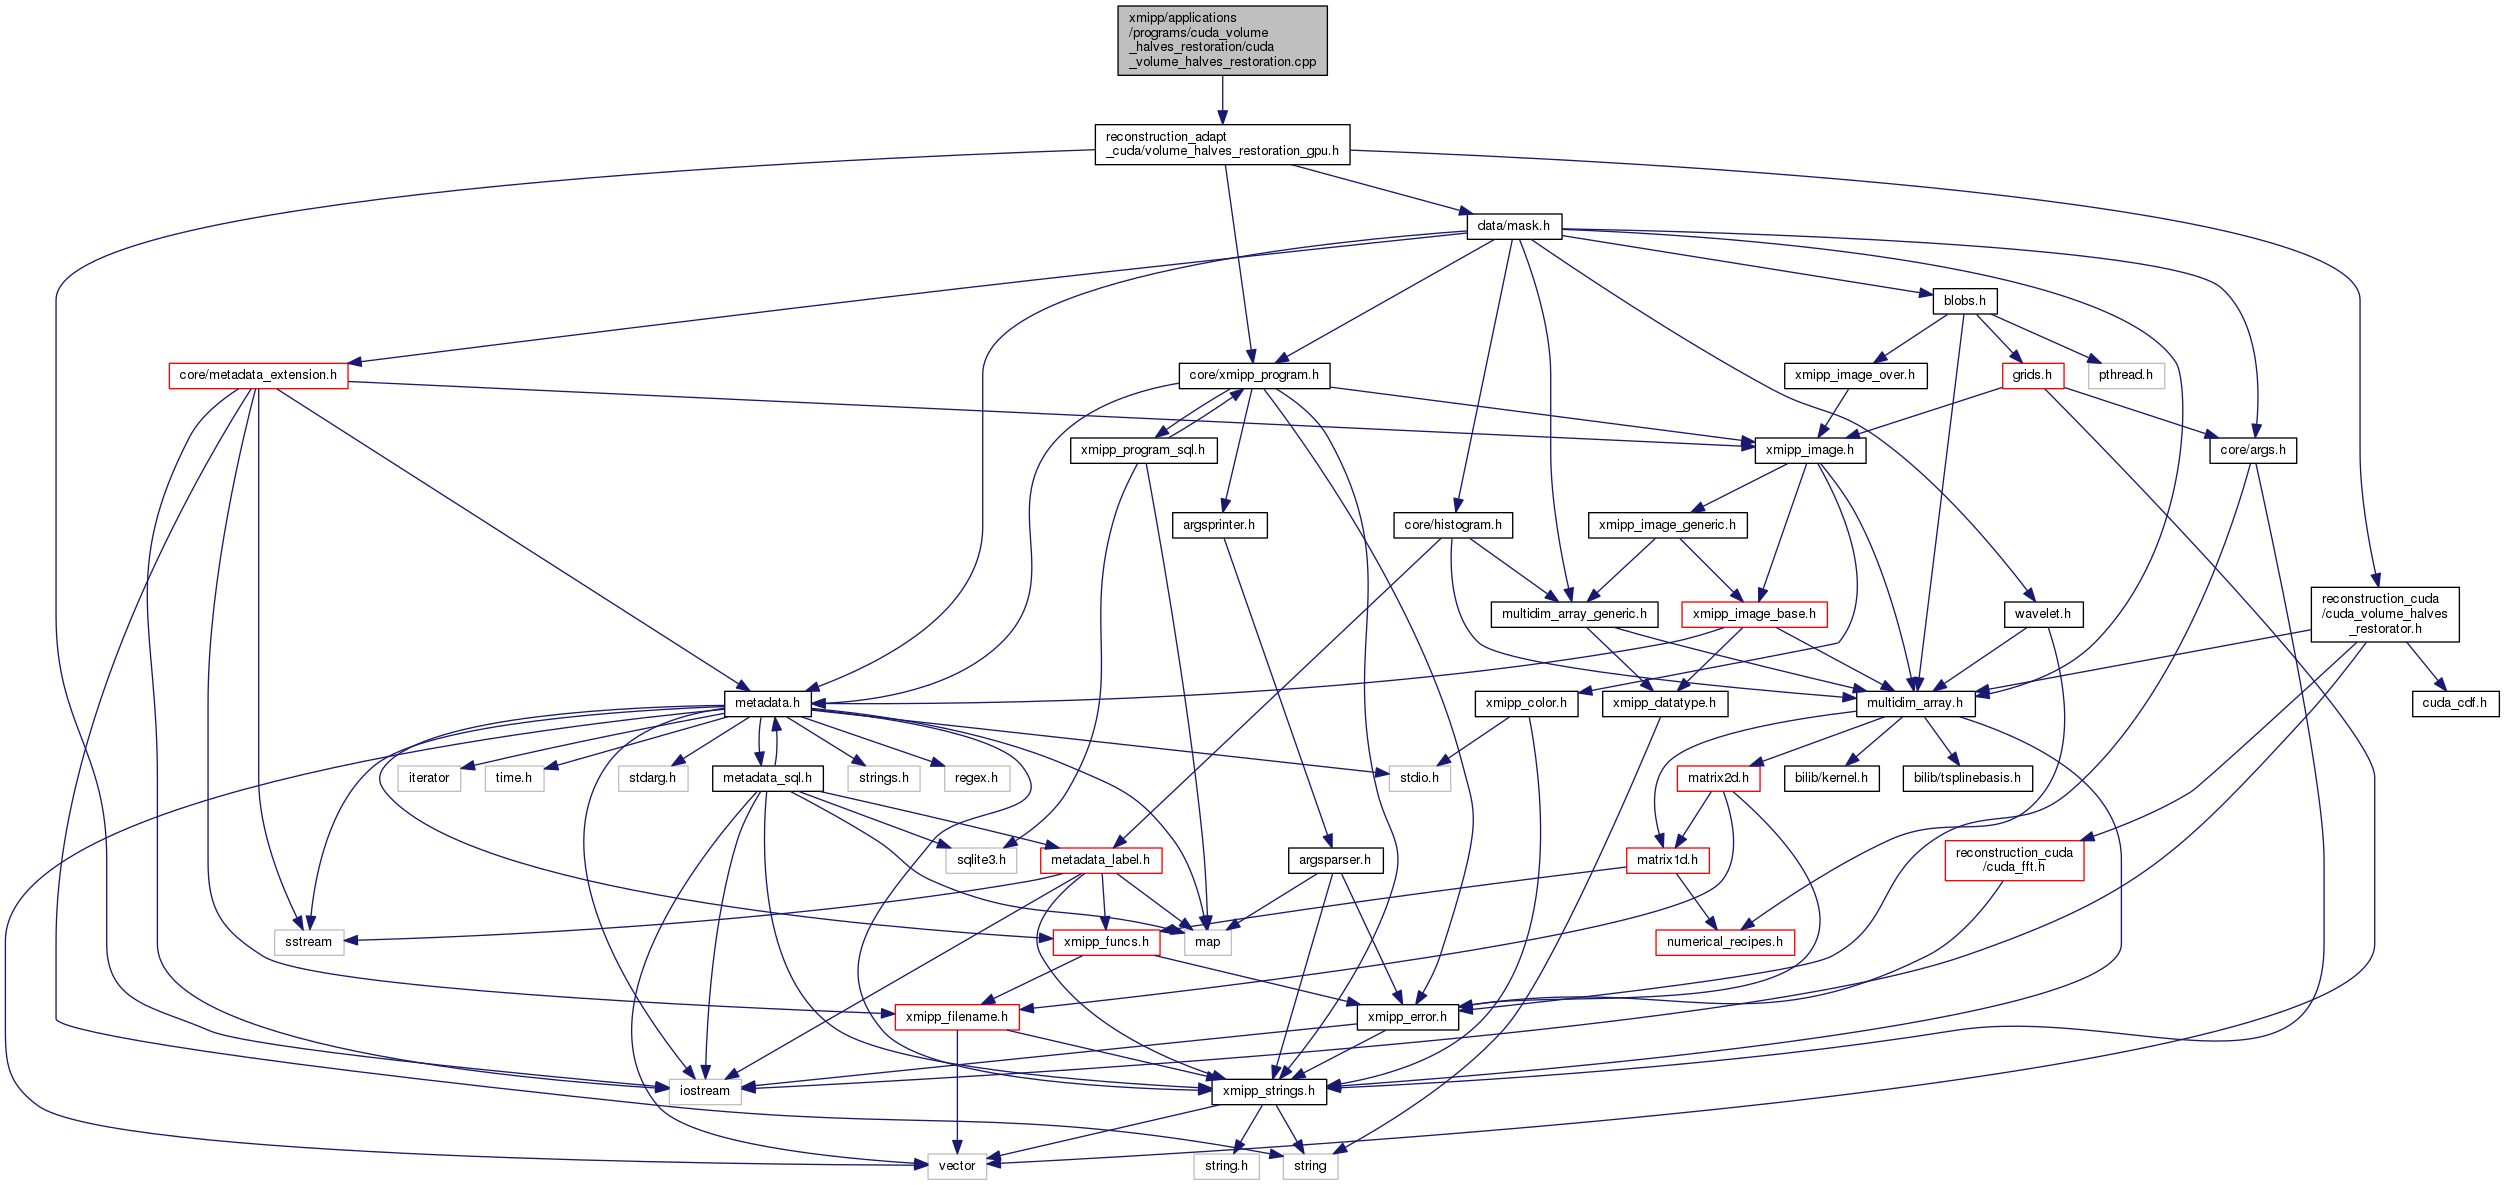 xmipp/applications
/programs/cuda_volume
_halves_restoration/cuda
_volume_halves_restoration.cpp
reconstruction_adapt
_cuda/volume_halves_restoration_gpu.h
data/mask.h
blobs.h
core/metadata_extension.h
core/xmipp_program.h
xmipp_image_over.h
grids.h
pthread.h
xmipp_program_sql.h
xmipp_image.h
core/args.h
argsprinter.h
core/histogram.h
xmipp_image_generic.h
multidim_array_generic.h
xmipp_image_base.h
wavelet.h
reconstruction_cuda
/cuda_volume_halves
_restorator.h
metadata.h
xmipp_color.h
xmipp_datatype.h
multidim_array.h
cuda_cdf.h
iterator
time.h
stdarg.h
metadata_sql.h
strings.h
regex.h
stdio.h
matrix2d.h
bilib/kernel.h
bilib/tsplinebasis.h
sqlite3.h
metadata_label.h
argsparser.h
matrix1d.h
reconstruction_cuda
/cuda_fft.h
sstream
xmipp_funcs.h
map
numerical_recipes.h
xmipp_filename.h
xmipp_error.h
iostream
xmipp_strings.h
vector
string.h
string